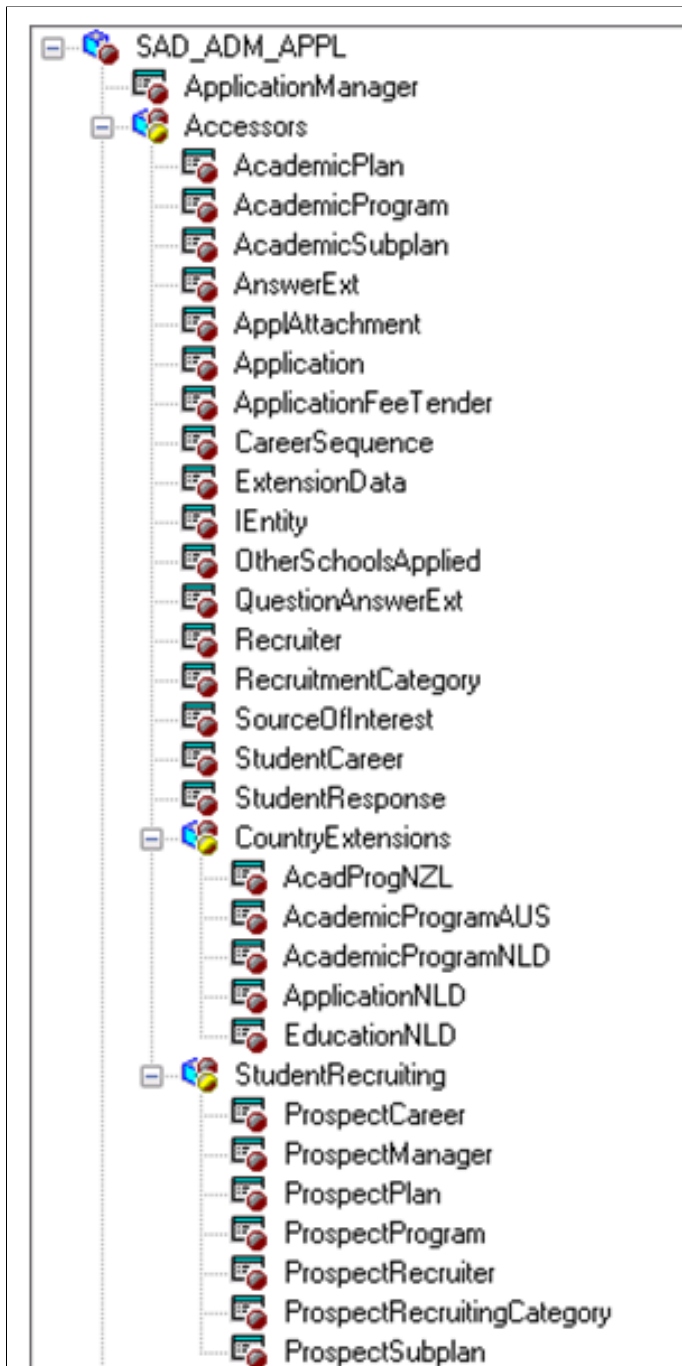 SAD_ADM_APPL
ApplicationManager
Accessors
AcademicPlan
AcademicProgram
AcademicSubplan
AnswerExt
ApplAttachment
Application
ApplicationFeeTender
CareerSequence
ExtensionData
IEntity
OtherSchoolsApplied
QuestionAnswerExt
Recruiter
RecruitmentCategory
SourceOfInterest
StudentCareer
StudentResponse
CountryExtensions
AcadProgNZL
AcademicProgramAUS
AcademicProgramNLD
ApplicationNLD
EducationNLD
StudentRecruiting
ProspectCareer
ProspectManager
ProspectPlan
ProspectProgram
ProspectRecruiter
ProspectRecruitingCategory
ProspectSubplan